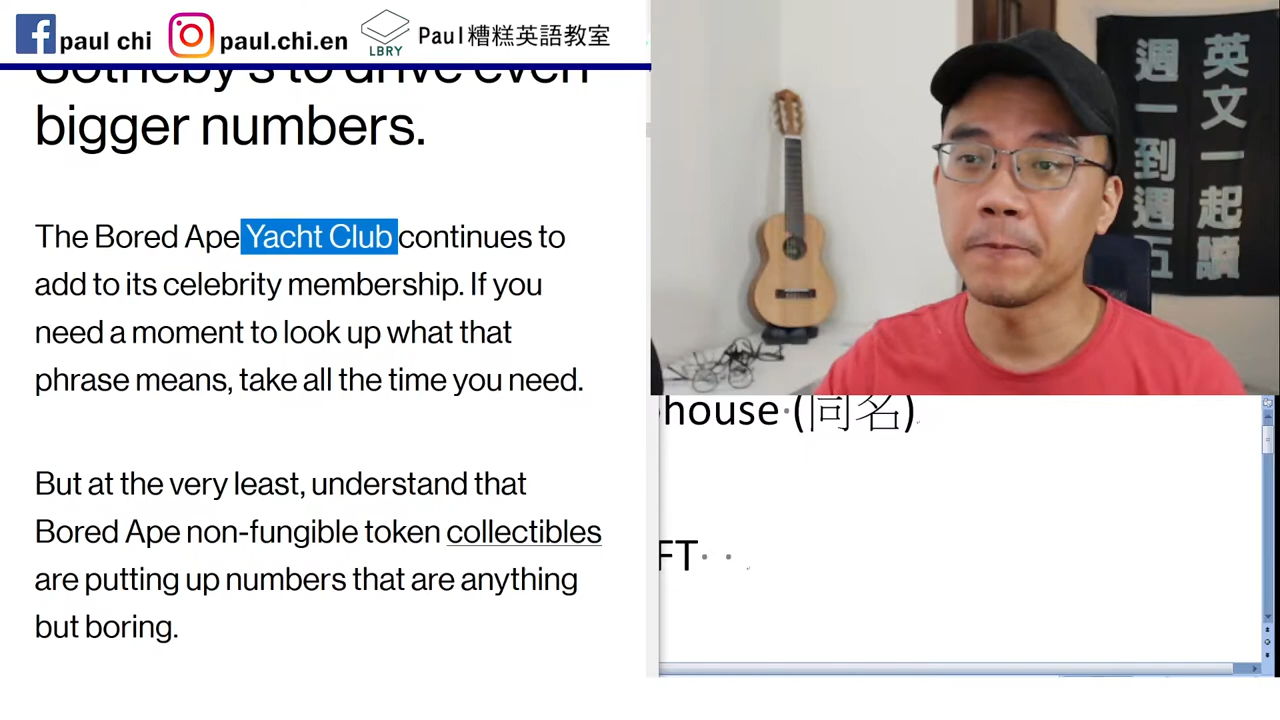 paul chi
paul.chi.en
LBRY
Paul糟糕英語教室
Sotheby's to drive even
bigger numbers.
The Bored Ape Yacht Club continues to
add to its celebrity membership. If you
need a moment to look up what that
phrase means, take all the time you need.
But at the very least, understand that
Bored Ape non-fungible token collectibles
are putting up numbers that are anything
but boring.
英文一起讀
週一到週五
house (同名)
FT